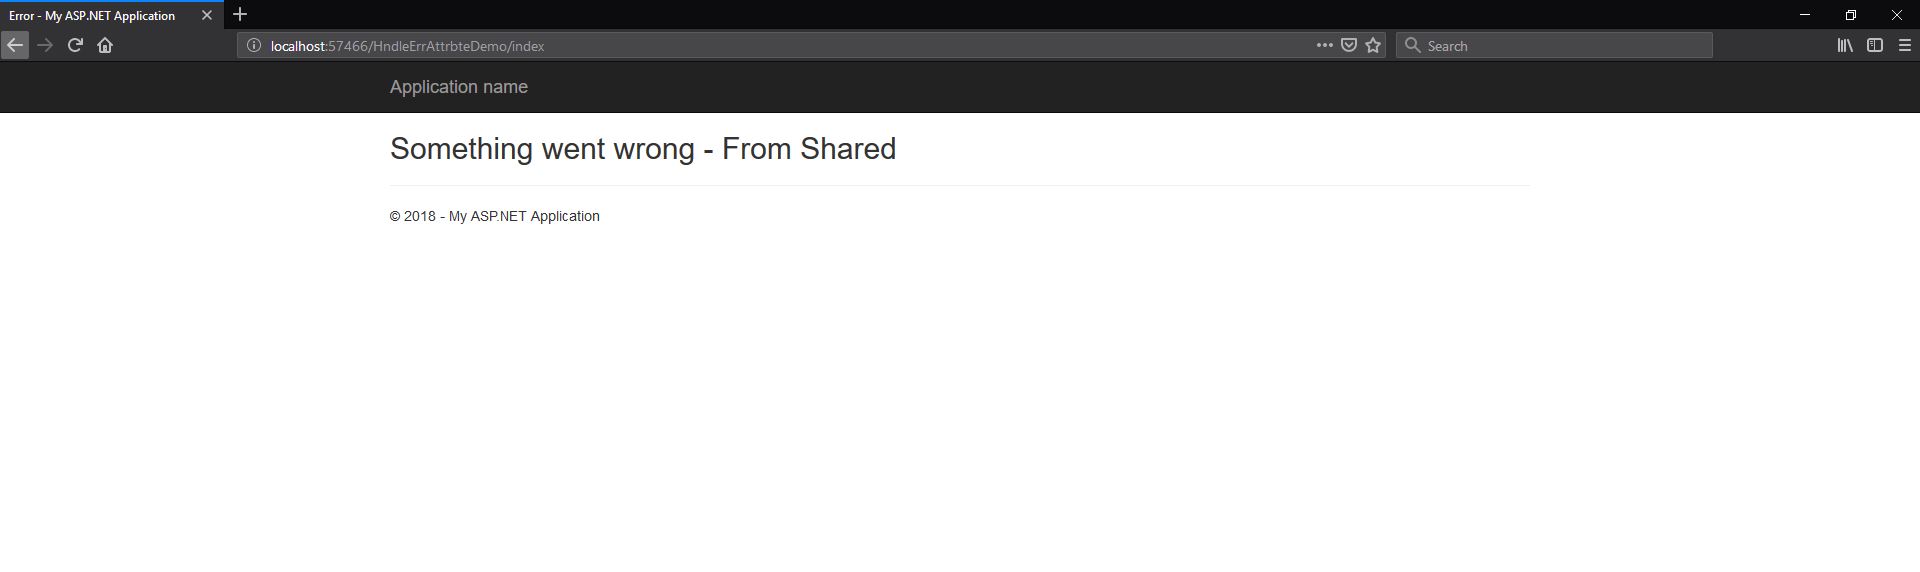 Error - My ASP.NET Application
localhost:57466/HndleErrAttrbteDemo/index
Search
Application name
Something went wrong - From Shared
© 2018 - My ASP.NET Application